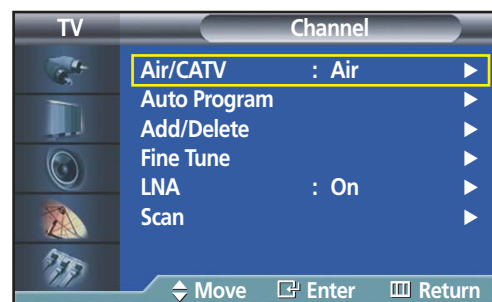 TV Channel
Air/CATV : Air
Auto Program
Add/Delete
Fine Tune
LNA : On
Scan
Move Enter Return